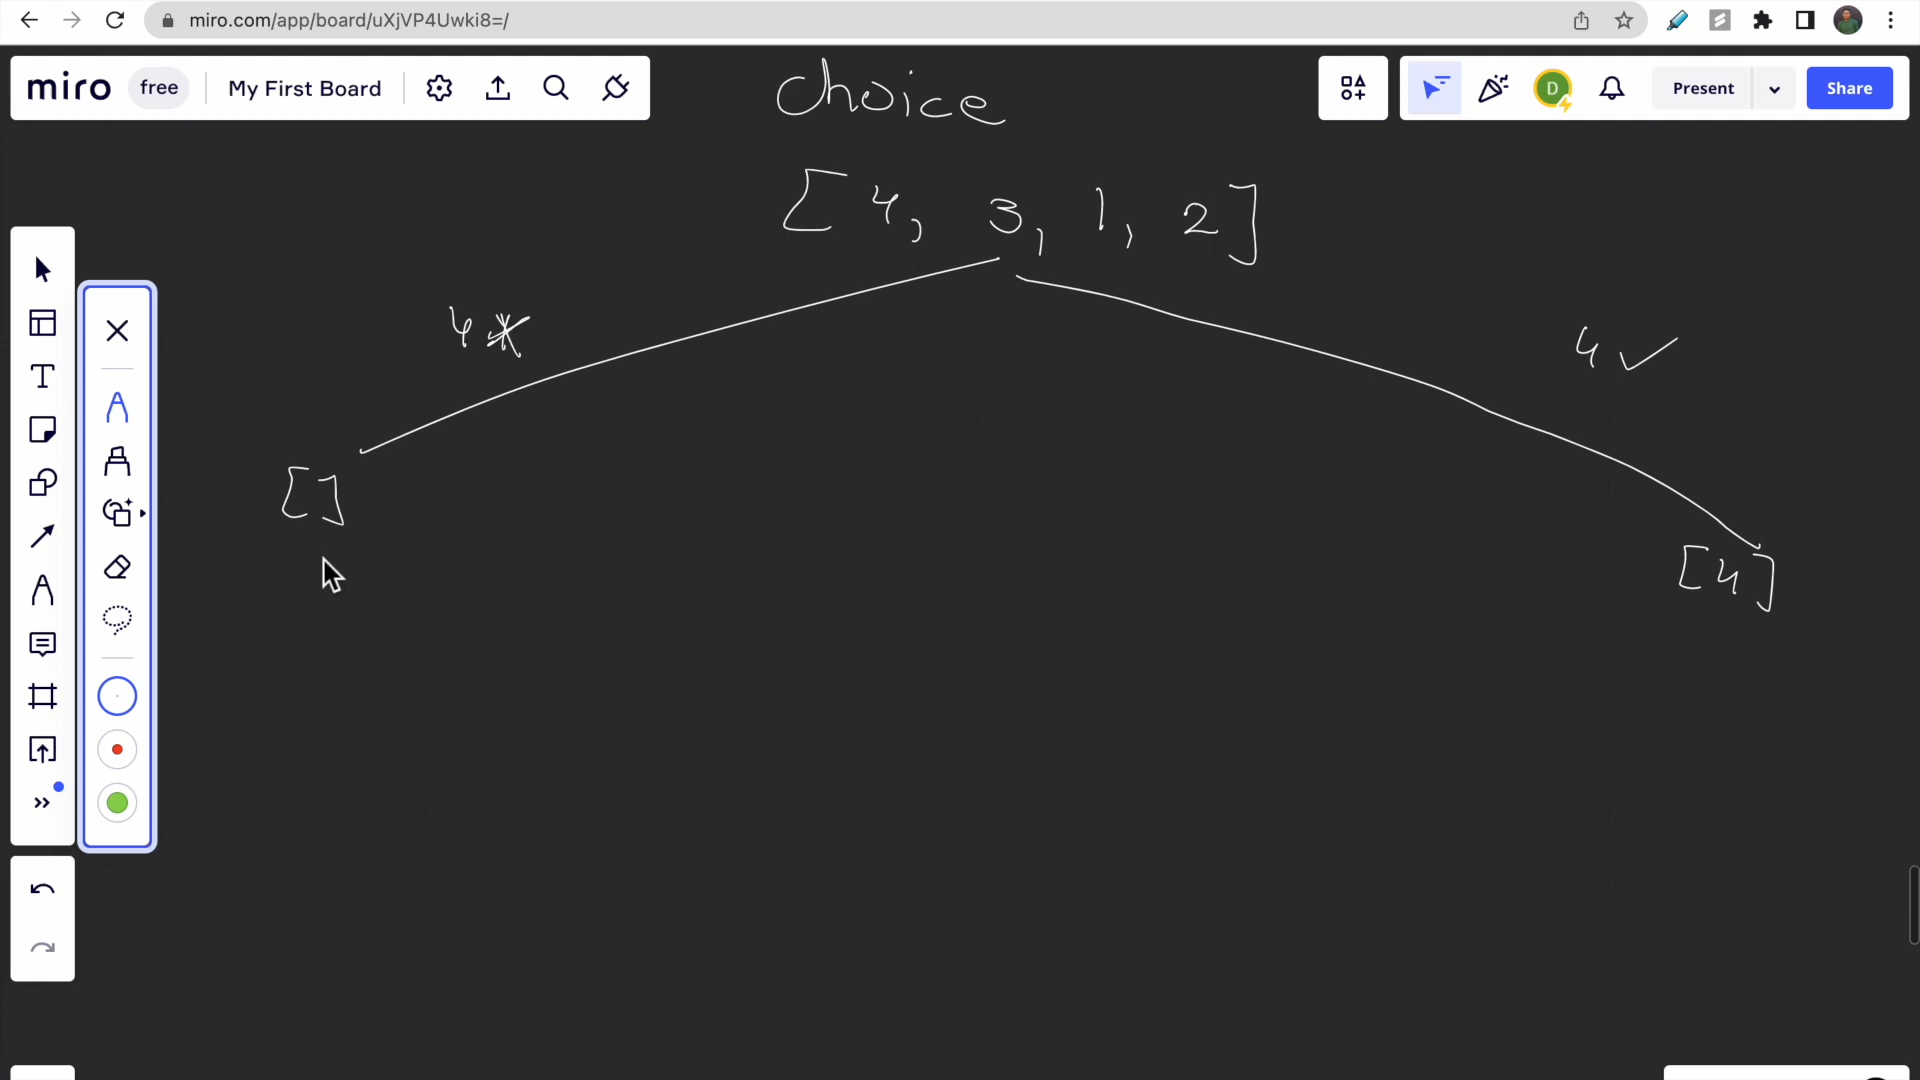 miro.com/app/board/uXjVP4Uwki8=/
miro free My First Board
D Present Share
choice
[4, 3, 1, 2]
4
4 ✓
[]
[4]